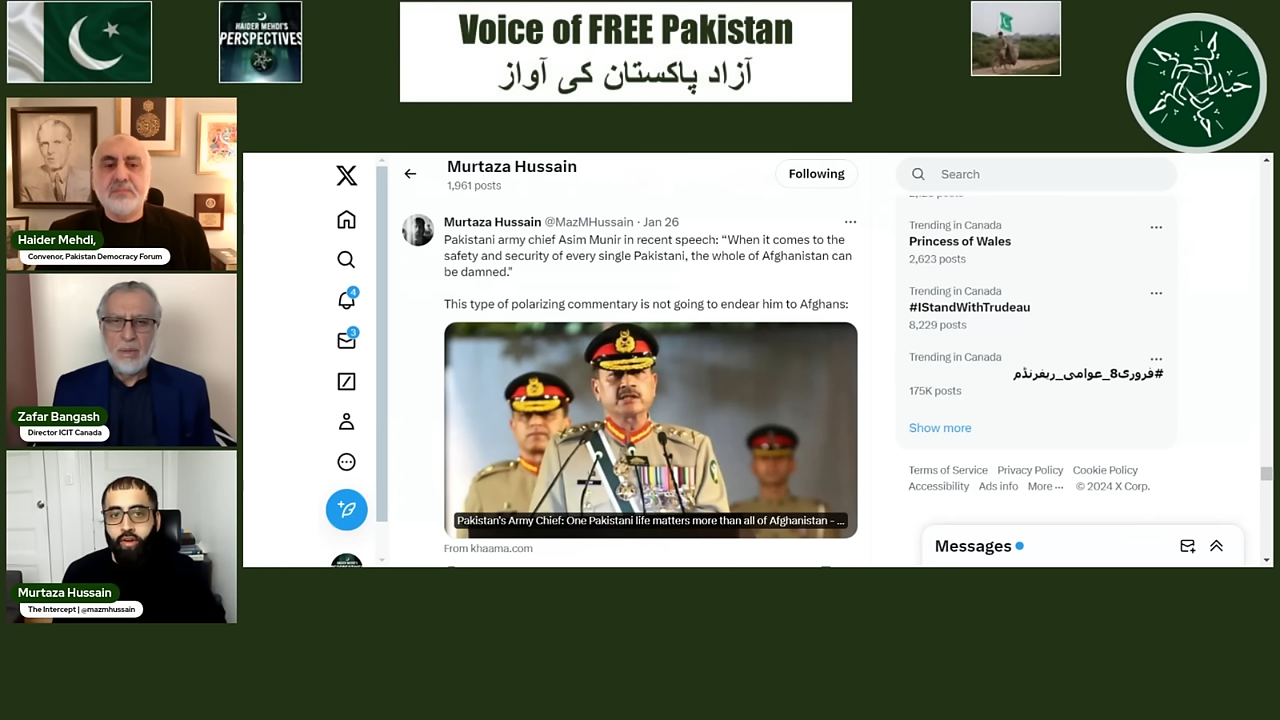 HAIDER MEHDI'S
PERSPECTIVES
Voice of FREE Pakistan
آزاد پاکستان کی آواز
Haider Mehdi,
Convenor, Pakistan Democracy Forum
Zafar Bangash
Director ICIT Canada
Murtaza Hussain
The Intercept | @mazmhussain
Murtaza Hussain
1,961 posts
Following
Murtaza Hussain @MazMHussain · Jan 26
Pakistani army chief Asim Munir in recent speech: “When it comes to the
safety and security of every single Pakistani, the whole of Afghanistan can
be damned."
This type of polarizing commentary is not going to endear him to Afghans:
Pakistan's Army Chief: One Pakistani life matters more than all of Afghanistan - ...
From khaama.com
4
3
Search
Trending in Canada
Princess of Wales
2,623 posts
Trending in Canada
#IStandWithTrudeau
8,229 posts
Trending in Canada
#فروری8_عوامی_ریفرنڈم
175K posts
Show more
Terms of Service Privacy Policy Cookie Policy
Accessibility Ads info More ··· © 2024 X Corp.
Messages